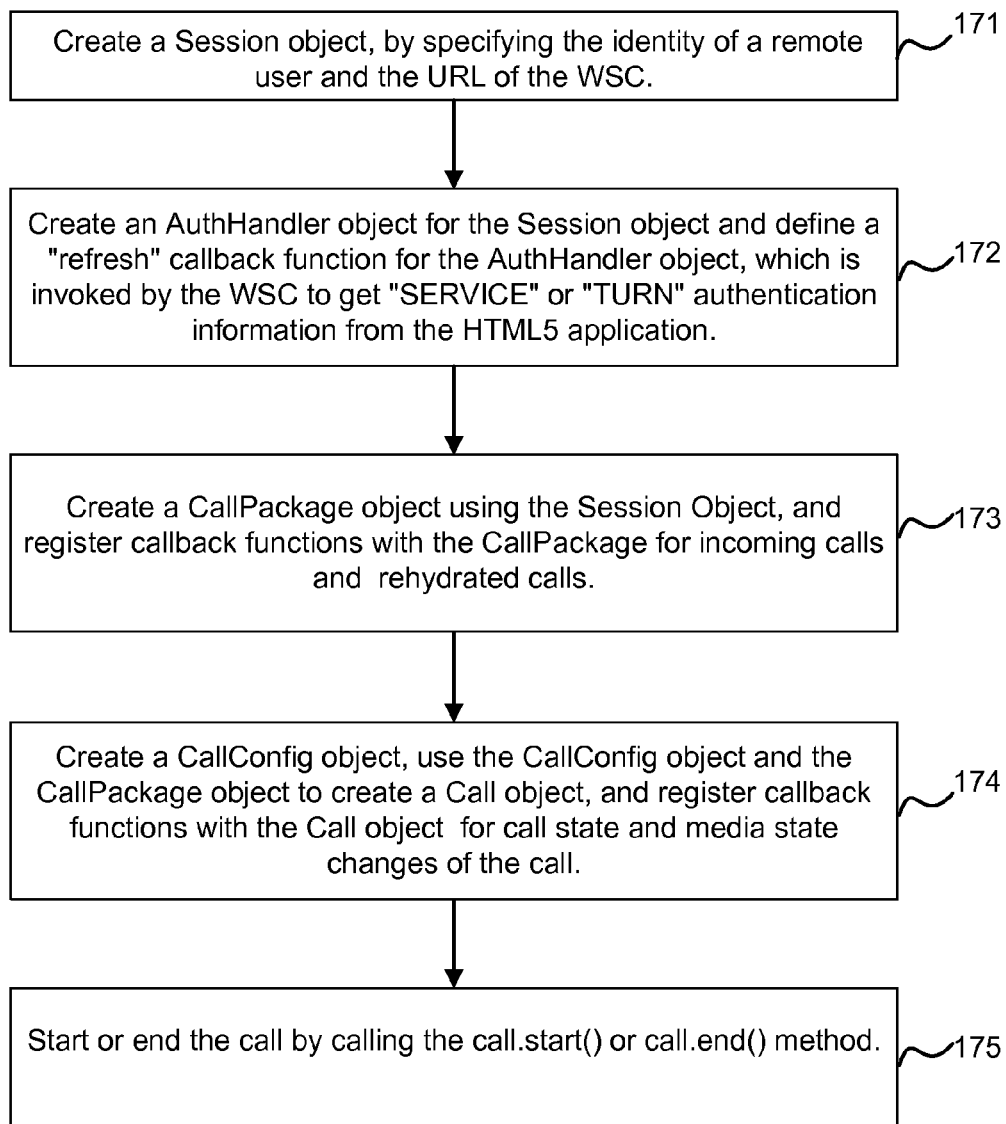 Create a Session object, by specifying the identity of a remote
user and the URL of the WSC.
171
Create an AuthHandler object for the Session object and define a
"refresh" callback function for the AuthHandler object, which is
invoked by the WSC to get "SERVICE" or "TURN" authentication
information from the HTML5 application.
172
Create a CallPackage object using the Session Object, and
register callback functions with the CallPackage for incoming calls
and rehydrated calls.
173
Create a CallConfig object, use the CallConfig object and the
CallPackage object to create a Call object, and register callback
functions with the Call object for call state and media state
changes of the call.
174
Start or end the call by calling the call.start() or call.end() method.
175